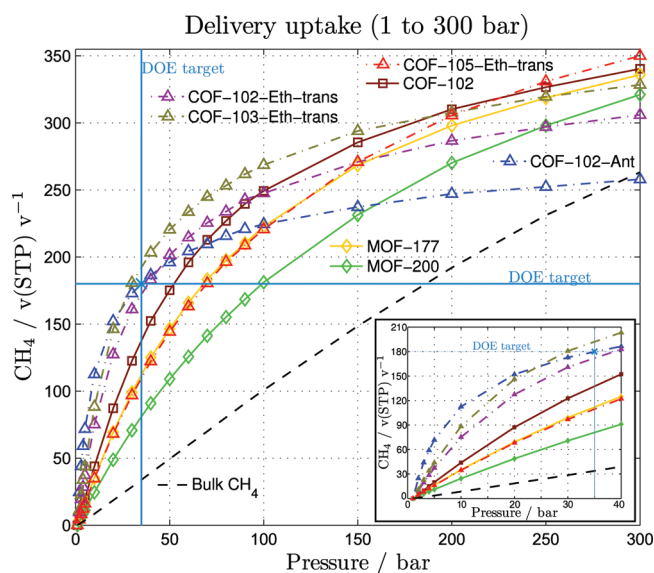 Delivery uptake (1 to 300 bar)
350
300
250
200
150
100
50
0
CH₄ / v(STP) v⁻¹
DOE target
COF-105-Eth-trans
COF-102
COF-102-Eth-trans
COF-103-Eth-trans
COF-102-Ant
MOF-177
MOF-200
DOE target
Bulk CH₄
210
180
150
120
90
60
30
0
CH₄ / v(STP) v⁻¹
DOE target
0 10 20 30 40
Pressure / bar
0 50 100 150 200 250 300
Pressure / bar